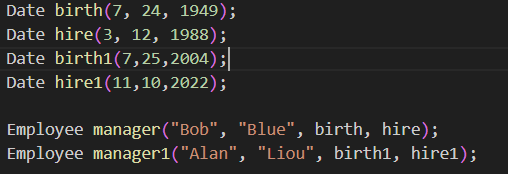 Date birth(7, 24, 1949);
Date hire(3, 12, 1988);
Date birth1(7,25,2004);
Date hire1(11,10,2022);
Employee manager("Bob", "Blue", birth, hire);
Employee manager1("Alan", "Liou", birth1, hire1);